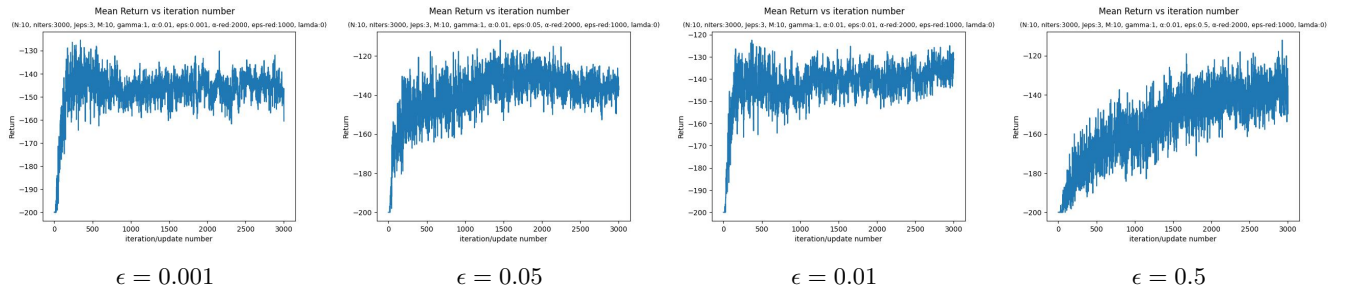 Mean Return vs iteration number
(N:10, niters:3000, Jeps:3, M:10, gamma:1, α:0.01, eps:0.001, α-red:2000, eps-red:1000, lamda:0)
−130
−140
−150
−160
−170
−180
−190
−200
Return
0 500 1000 1500 2000 2500 3000
iteration/update number
ϵ = 0.001
Mean Return vs iteration number
(N:10, niters:3000, Jeps:3, M:10, gamma:1, α:0.01, eps:0.05, α-red:2000, eps-red:1000, lamda:0)
−120
−140
−160
−180
−200
Return
0 500 1000 1500 2000 2500 3000
iteration/update number
ϵ = 0.05
Mean Return vs iteration number
(N:10, niters:3000, Jeps:3, M:10, gamma:1, α:0.01, eps:0.01, α-red:2000, eps-red:1000, lamda:0)
−120
−130
−140
−150
−160
−170
−180
−190
−200
Return
0 500 1000 1500 2000 2500 3000
iteration/update number
ϵ = 0.01
Mean Return vs iteration number
(N:10, niters:3000, Jeps:3, M:10, gamma:1, α:0.01, eps:0.5, α-red:2000, eps-red:1000, lamda:0)
−120
−140
−160
−180
−200
Return
0 500 1000 1500 2000 2500 3000
iteration/update number
ϵ = 0.5